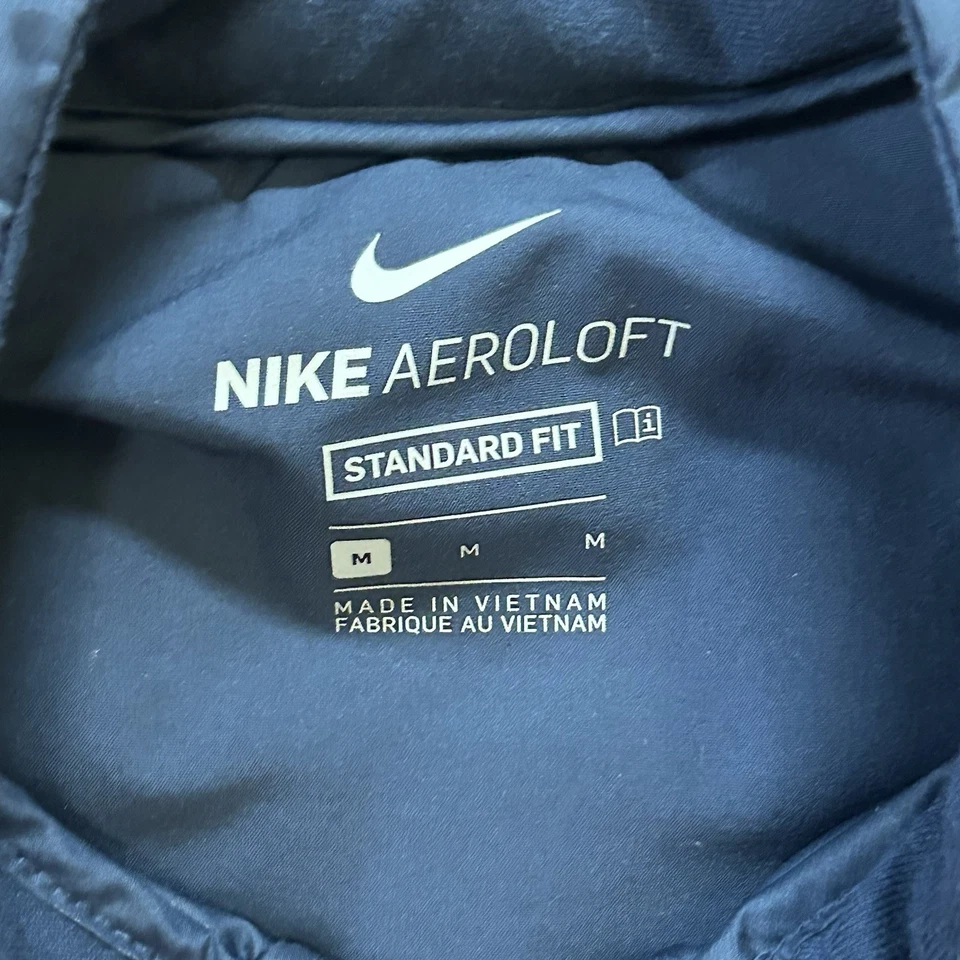 NIKE AEROLOFT
STANDARD FIT i
M M M
MADE IN VIETNAM
FABRIQUE AU VIETNAM